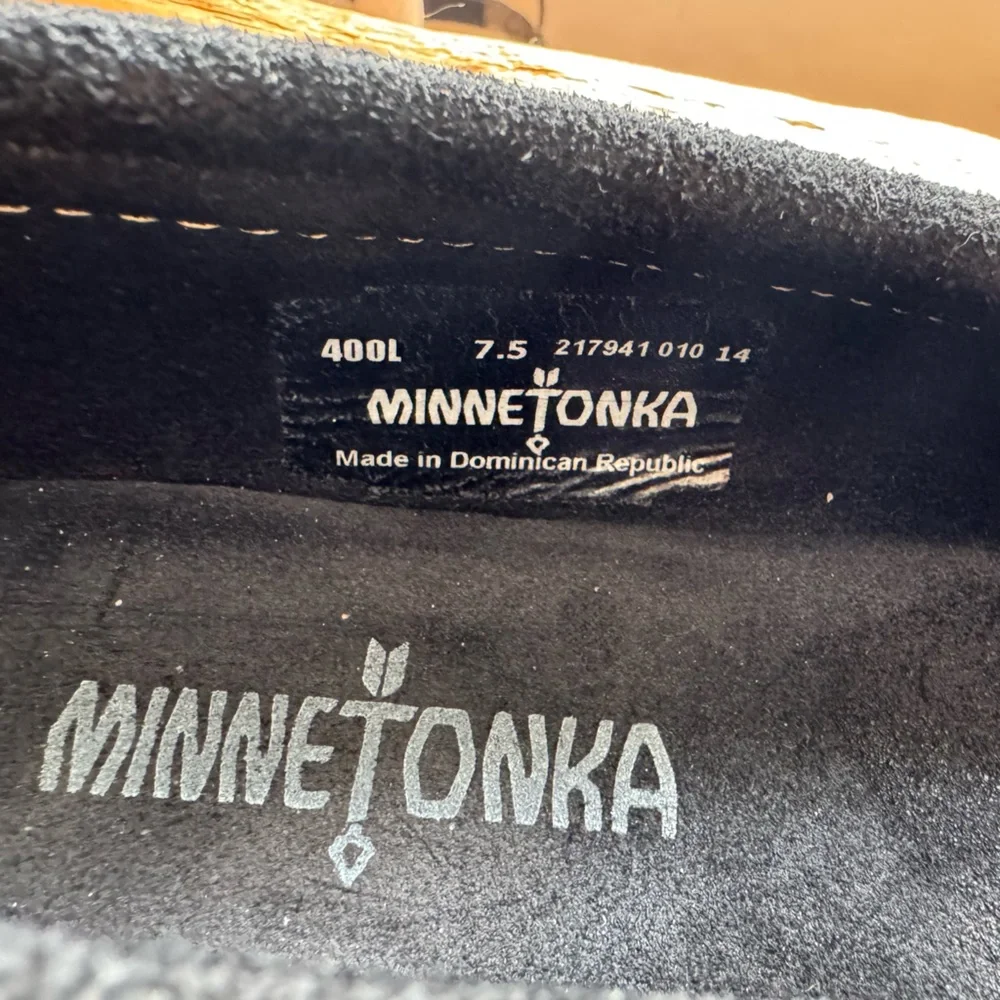 400L 7.5 217941 010 14
MINNETONKA
Made in Dominican Republic
MINNETONKA